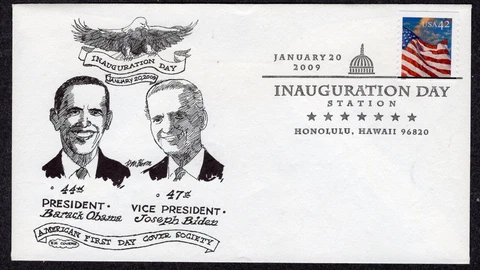 INAUGURATION DAY
JANUARY 20, 2009
44th
PRESIDENT·
Barack Obama
47th
VICE PRESIDENT·
Joseph Biden
AMERICAN FIRST DAY COVER SOCIETY
USA 42
JANUARY 20
2009
INAUGURATION DAY
STATION
HONOLULU, HAWAII 96820